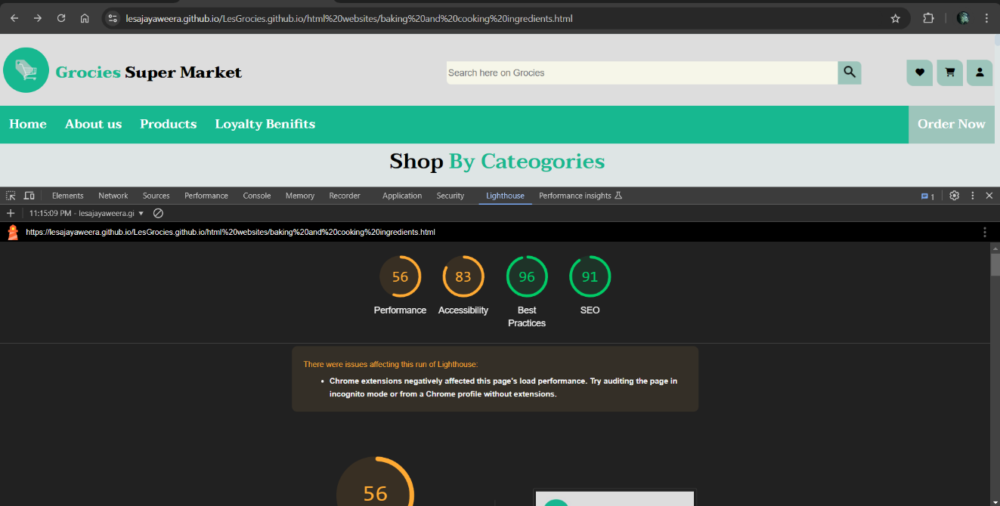 lesajayaweera.github.io/LesGrocies.github.io/html%20websites/baking%20and%20cooking%20ingredients.html
Grocies Super Market
Search here on Grocies
Home About us Products Loyalty Benifits Order Now
Shop By Cateogories
Elements Network Sources Performance Console Memory Recorder Application Security Lighthouse Performance insights 1
11:15:09 PM - lesajayaweera.gi
https://lesajayaweera.github.io/LesGrocies.github.io/html%20websites/baking%20and%20cooking%20ingredients.html
56 83 96 91
Performance Accessibility Best Practices SEO
There were issues affecting this run of Lighthouse:
• Chrome extensions negatively affected this page's load performance. Try auditing the page in
incognito mode or from a Chrome profile without extensions.
56